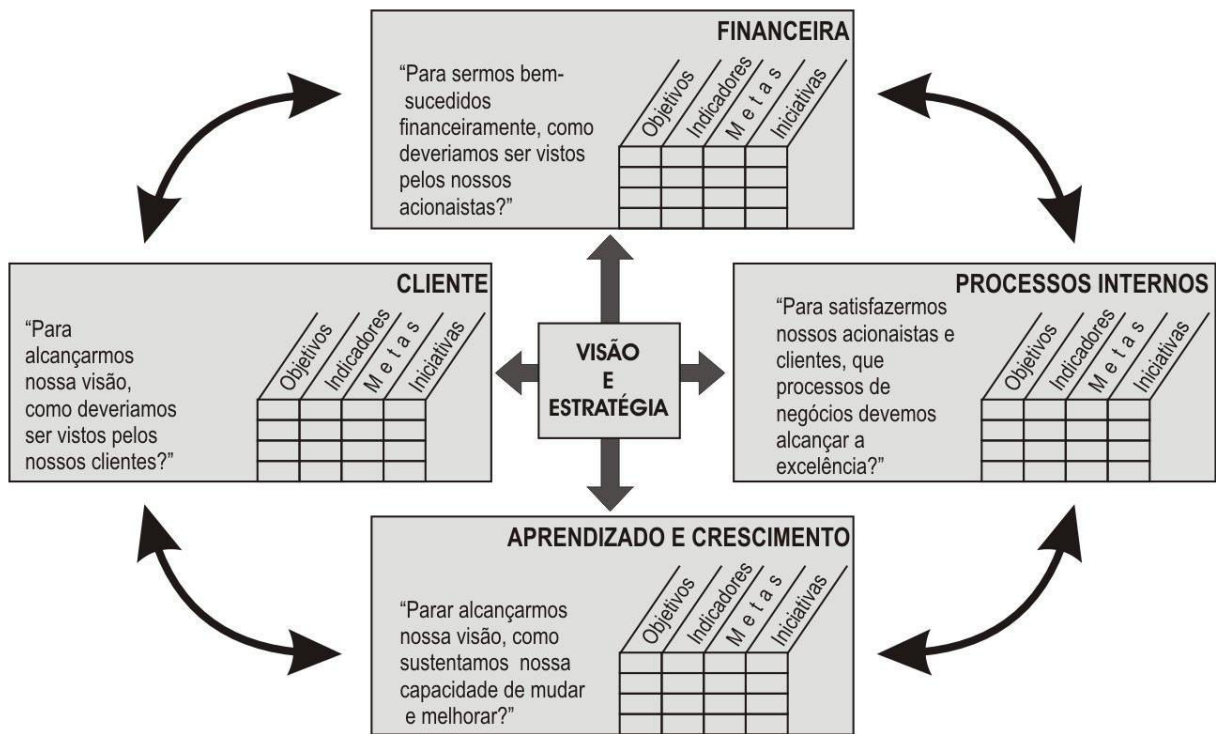 FINANCEIRA
“Para sermos bem-
sucedidos
financeiramente, como
deveriamos ser vistos
pelos nossos
acionaistas?”
Objetivos
Indicadores
M e t a s
Iniciativas
CLIENTE
“Para
alcançarmos
nossa visão,
como deveriamos
ser vistos pelos
nossos clientes?”
Objetivos
Indicadores
M e t a s
Iniciativas
VISÃO
E
ESTRATÉGIA
PROCESSOS INTERNOS
“Para satisfazermos
nossos acionaistas e
clientes, que
processos de
negócios devemos
alcançar a
excelência?”
Objetivos
Indicadores
M e t a s
Iniciativas
APRENDIZADO E CRESCIMENTO
“Parar alcançarmos
nossa visão, como
sustentamos nossa
capacidade de mudar
e melhorar?”
Objetivos
Indicadores
M e t a s
Iniciativas